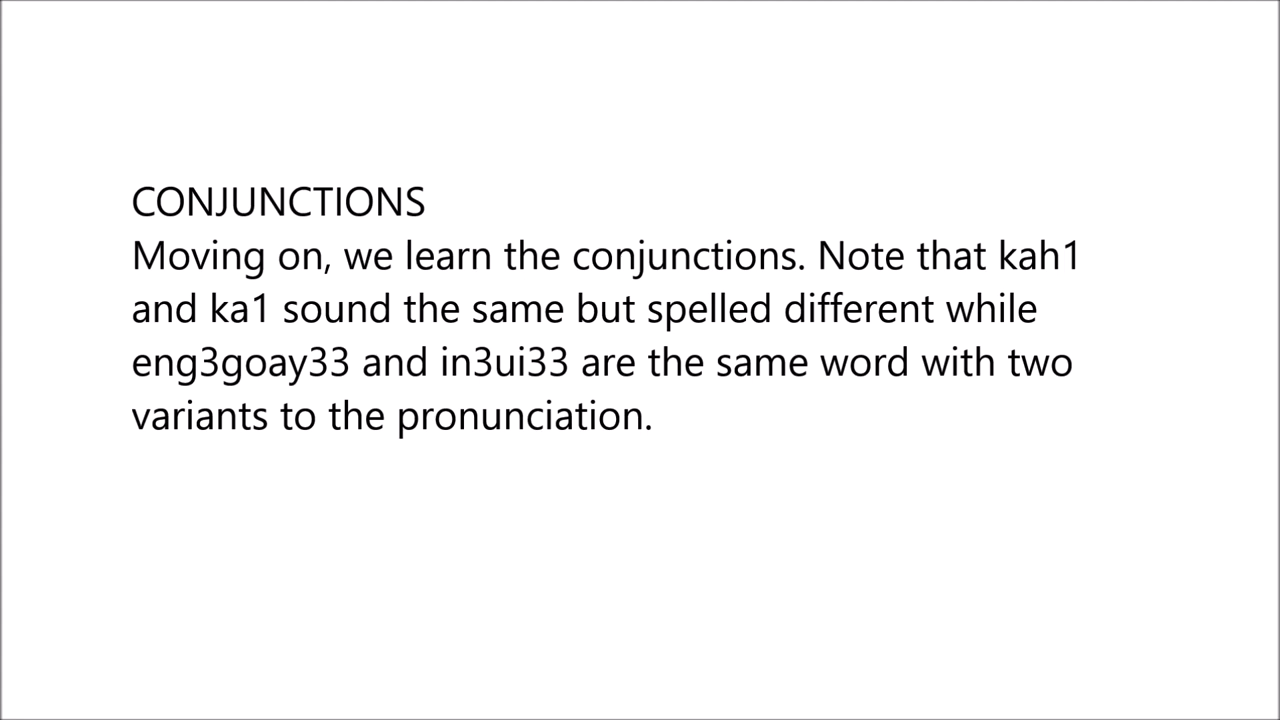 CONJUNCTIONS
Moving on, we learn the conjunctions. Note that kah1
and ka1 sound the same but spelled different while
eng3goay33 and in3ui33 are the same word with two
variants to the pronunciation.